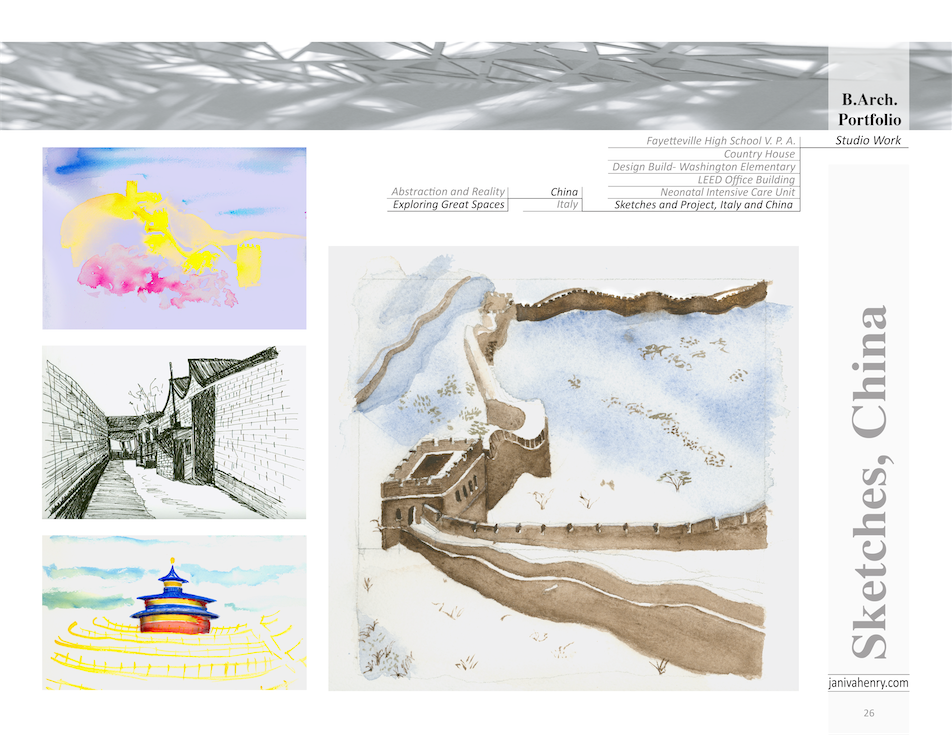 B.Arch.
Portfolio
Studio Work
Fayetteville High School V. P. A.
Country House
Design Build- Washington Elementary
LEED Office Building
Abstraction and Reality
China
Neonatal Intensive Care Unit
Exploring Great Spaces
Italy
Sketches and Project, Italy and China
Sketches, China
janivahenry.com
26